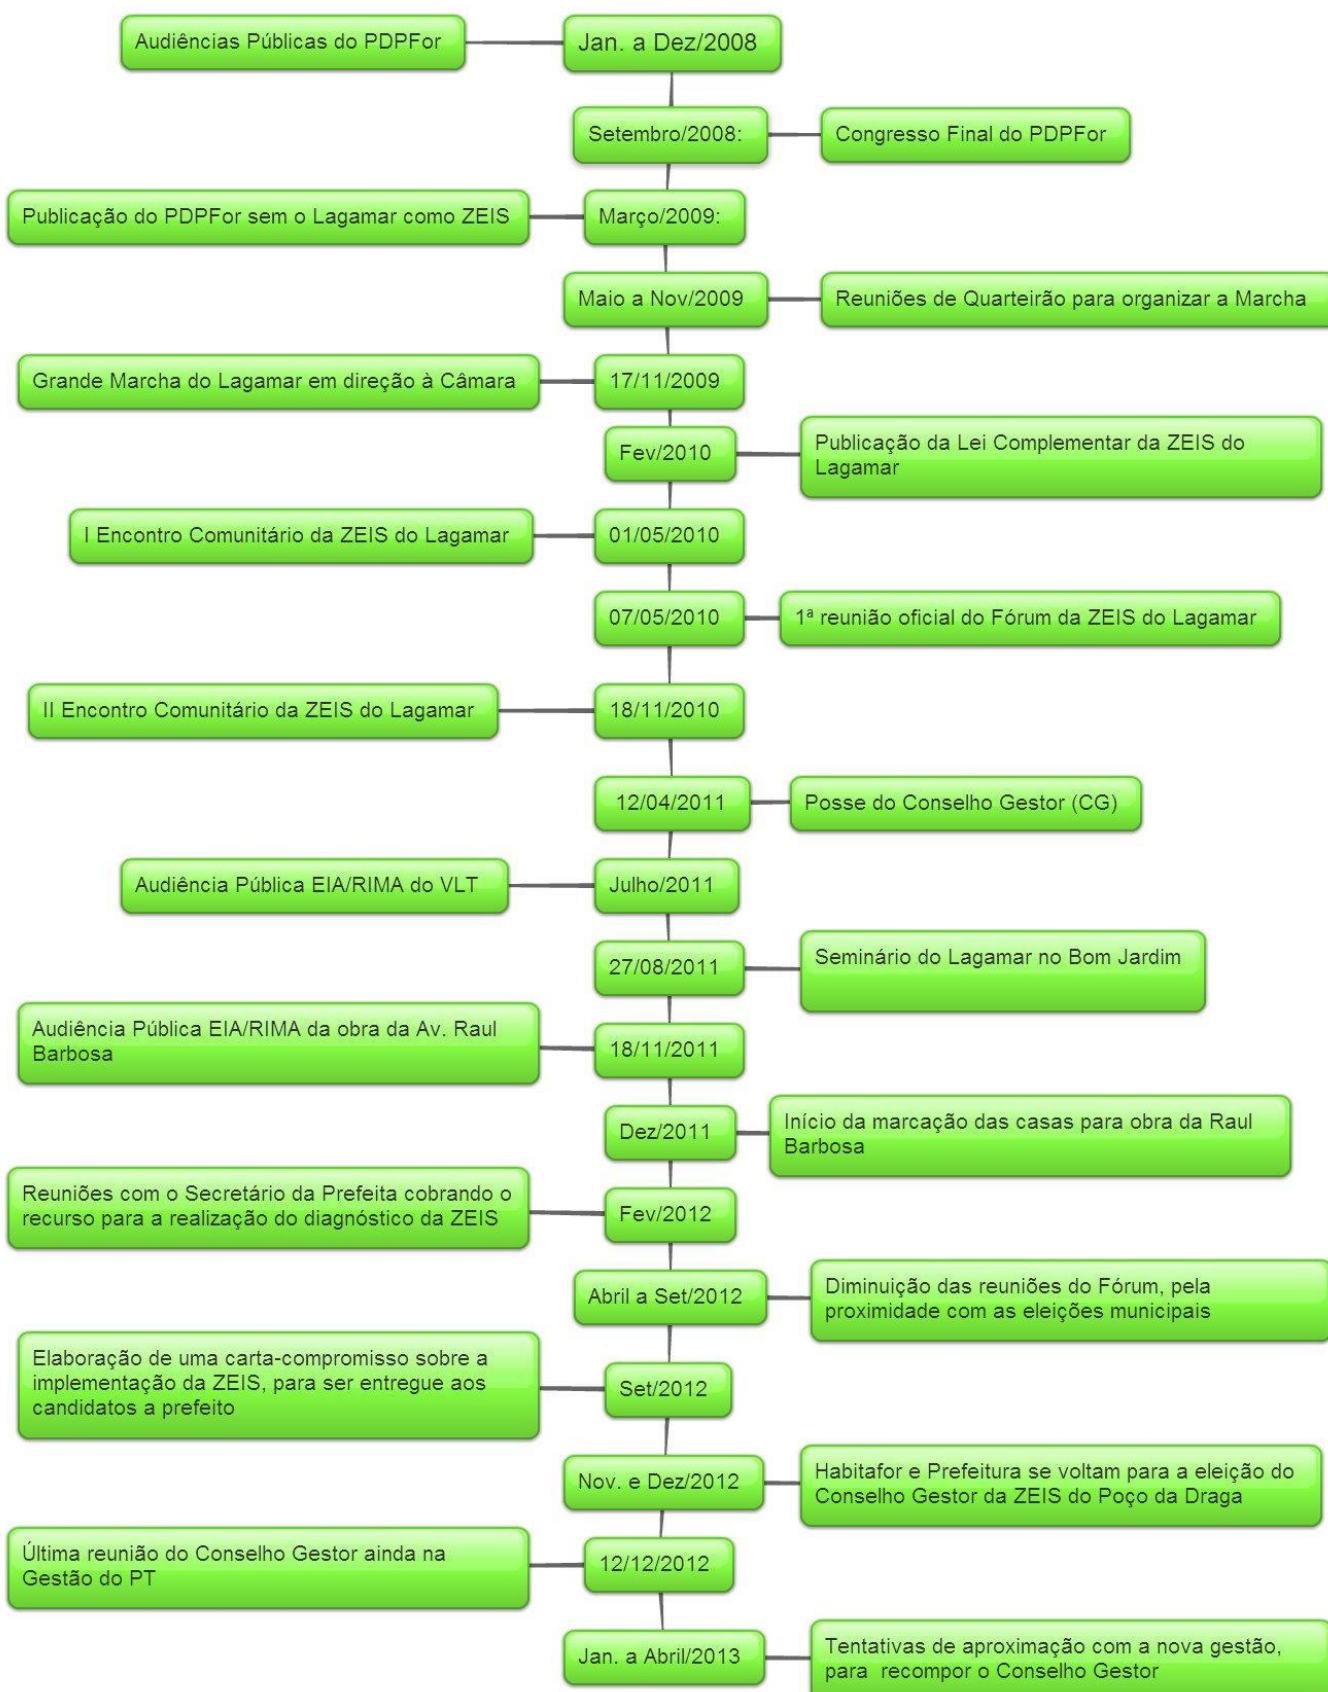 Audiências Públicas do PDPFor
Jan. a Dez/2008
Setembro/2008:
Congresso Final do PDPFor
Publicação do PDPFor sem o Lagamar como ZEIS
Março/2009:
Maio a Nov/2009
Reuniões de Quarteirão para organizar a Marcha
Grande Marcha do Lagamar em direção à Câmara
17/11/2009
Fev/2010
Publicação da Lei Complementar da ZEIS do
Lagamar
I Encontro Comunitário da ZEIS do Lagamar
01/05/2010
07/05/2010
1ª reunião oficial do Fórum da ZEIS do Lagamar
II Encontro Comunitário da ZEIS do Lagamar
18/11/2010
12/04/2011
Posse do Conselho Gestor (CG)
Audiência Pública EIA/RIMA do VLT
Julho/2011
27/08/2011
Seminário do Lagamar no Bom Jardim
Audiência Pública EIA/RIMA da obra da Av. Raul
Barbosa
18/11/2011
Dez/2011
Início da marcação das casas para obra da Raul
Barbosa
Reuniões com o Secretário da Prefeita cobrando o
recurso para a realização do diagnóstico da ZEIS
Fev/2012
Abril a Set/2012
Diminuição das reuniões do Fórum, pela
proximidade com as eleições municipais
Elaboração de uma carta-compromisso sobre a
implementação da ZEIS, para ser entregue aos
candidatos a prefeito
Set/2012
Nov. e Dez/2012
Habitafor e Prefeitura se voltam para a eleição do
Conselho Gestor da ZEIS do Poço da Draga
Última reunião do Conselho Gestor ainda na
Gestão do PT
12/12/2012
Jan. a Abril/2013
Tentativas de aproximação com a nova gestão,
para recompor o Conselho Gestor